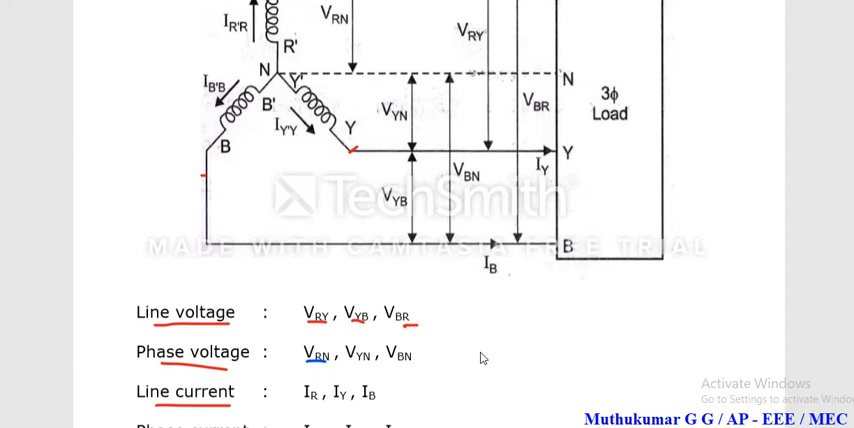 V_RN
I_R'R
V_RY
R'
N
N
I_B'B
Y'
B'
V_YN
V_BR
3ϕ
Load
I_Y'Y
Y
B
Y
I_Y
V_BN
V_YB
TechSmith®
MADE WITH CAMTASIA FREE TRIAL
B
I_B
Line voltage : V_RY , V_YB , V_BR
Phase voltage : V_RN , V_YN , V_BN
Line current : I_R , I_Y , I_B
Activate Windows
Go to Settings to activate Windo
Muthukumar G G / AP - EEE / MEC